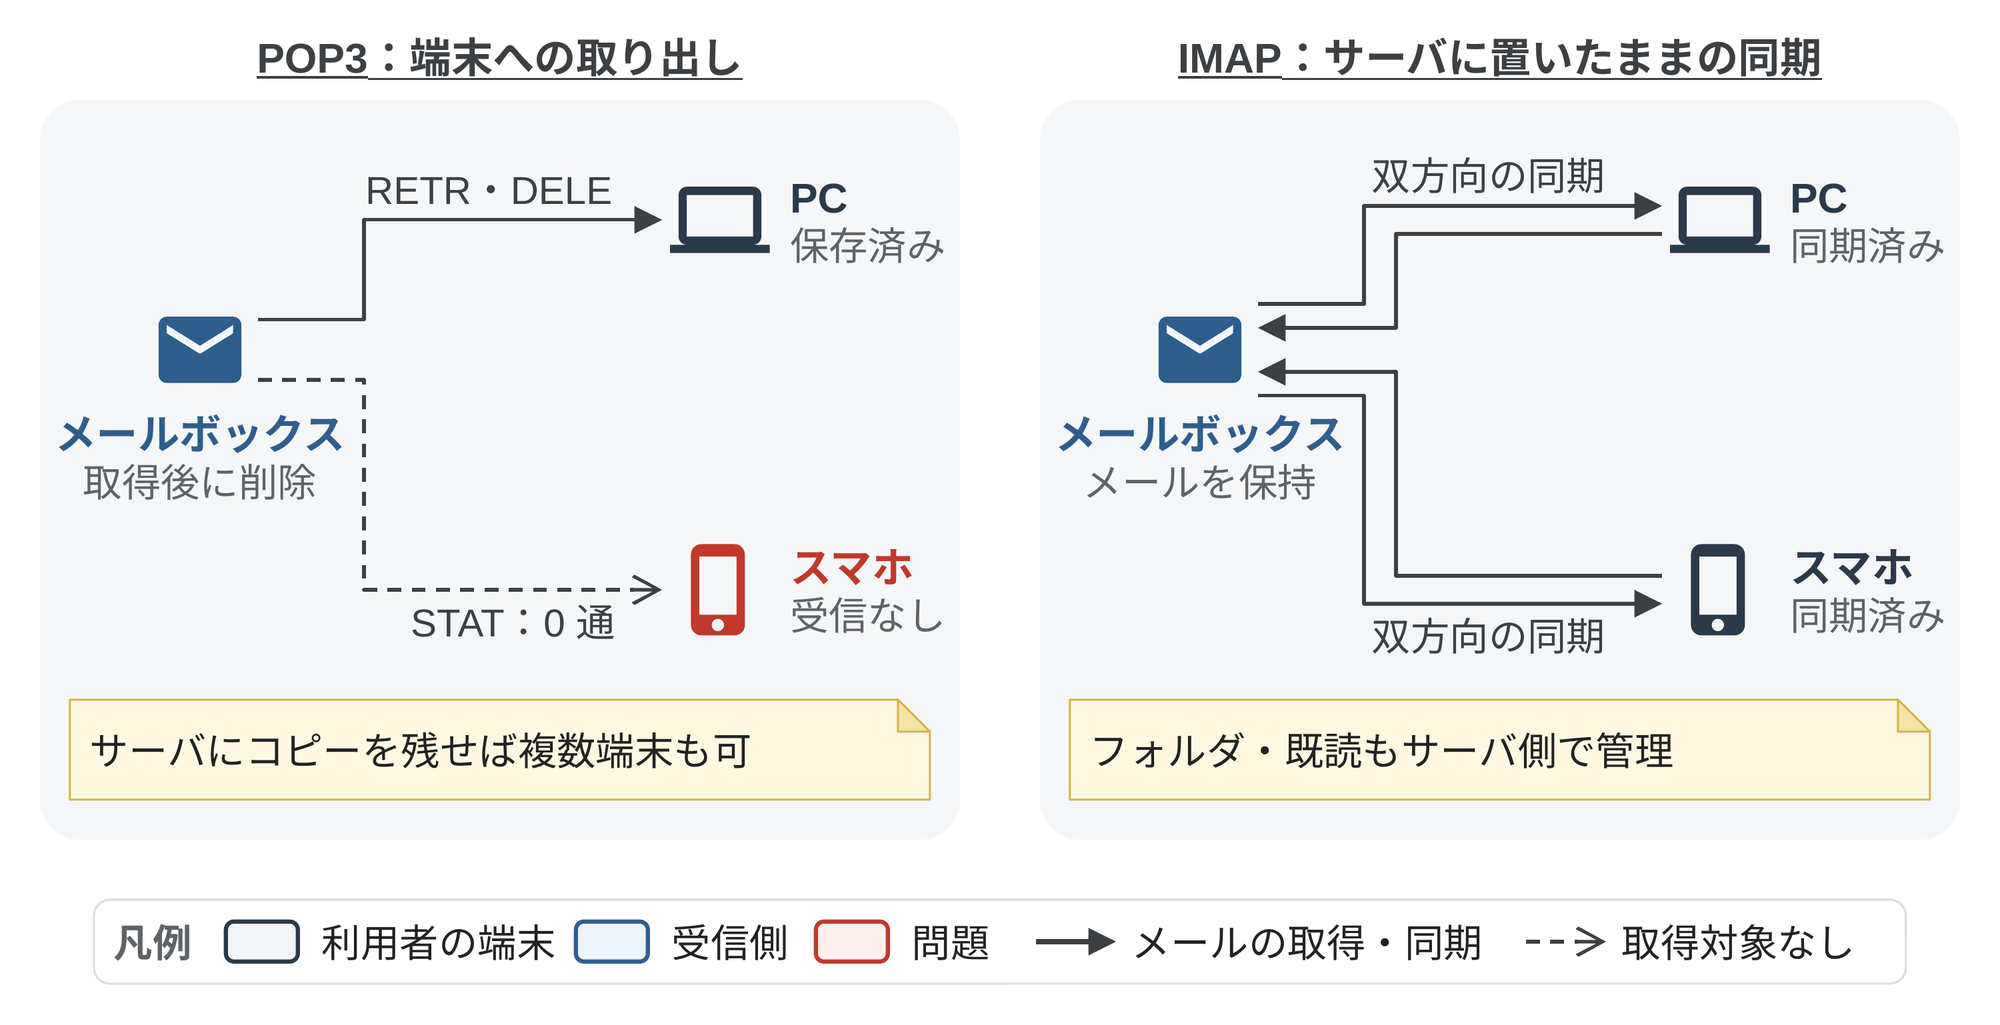 POP3：端末への取り出し
RETR・DELE
PC
保存済み
メールボックス
取得後に削除
スマホ
受信なし
STAT：0 通
サーバにコピーを残せば複数端末も可
IMAP：サーバに置いたままの同期
双方向の同期
PC
同期済み
メールボックス
メールを保持
スマホ
同期済み
双方向の同期
フォルダ・既読もサーバ側で管理
凡例 利用者の端末 受信側 問題 メールの取得・同期 取得対象なし